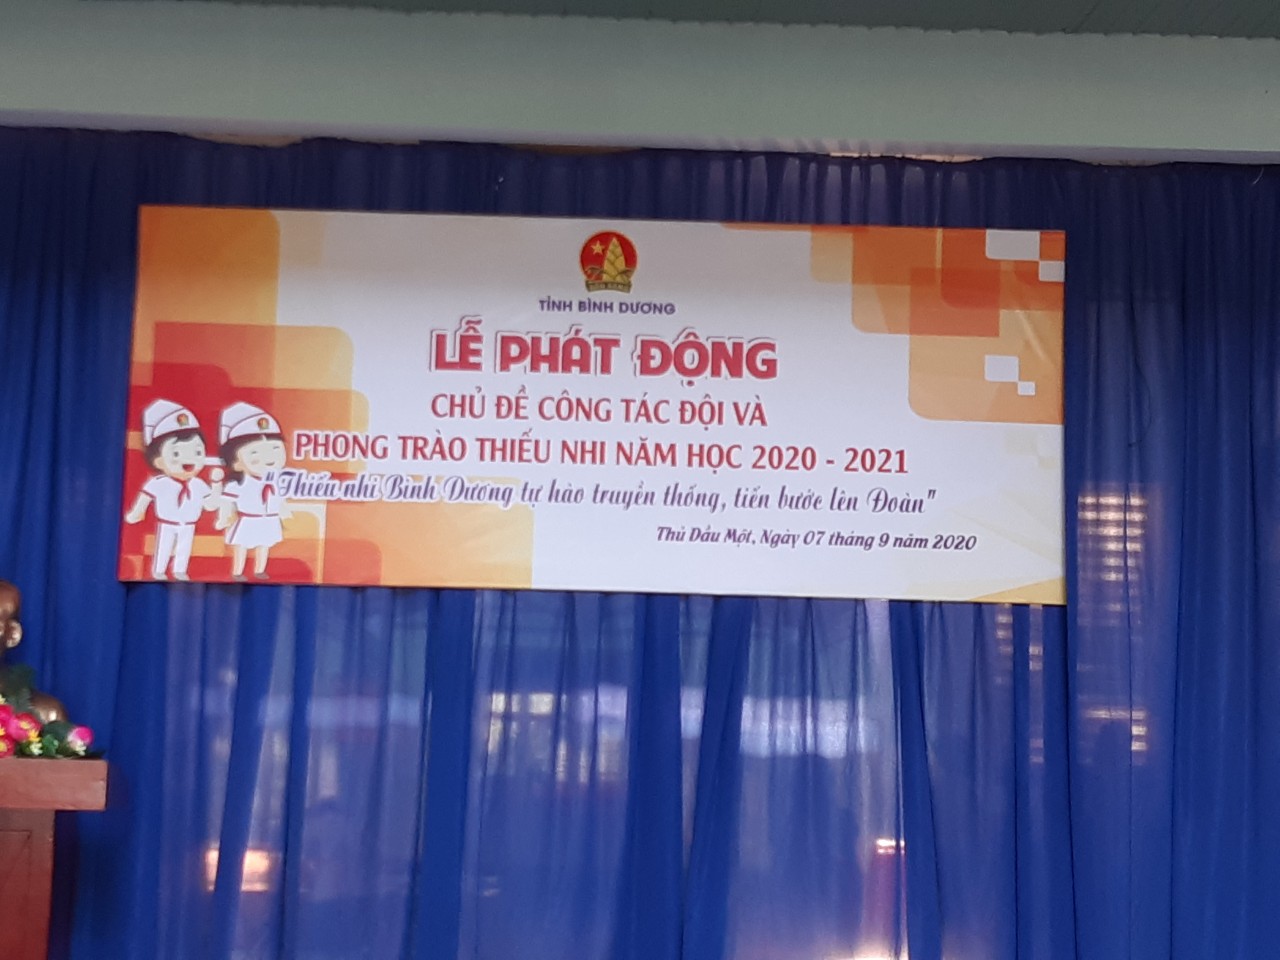 TỈNH BÌNH DƯƠNG
LỄ PHÁT ĐỘNG
CHỦ ĐỀ CÔNG TÁC ĐỘI VÀ
PHONG TRÀO THIẾU NHI NĂM HỌC 2020 - 2021
"Thiếu nhi Bình Dương tự hào truyền thống, tiến bước lên Đoàn"
Thủ Dầu Một, Ngày 07 tháng 9 năm 2020